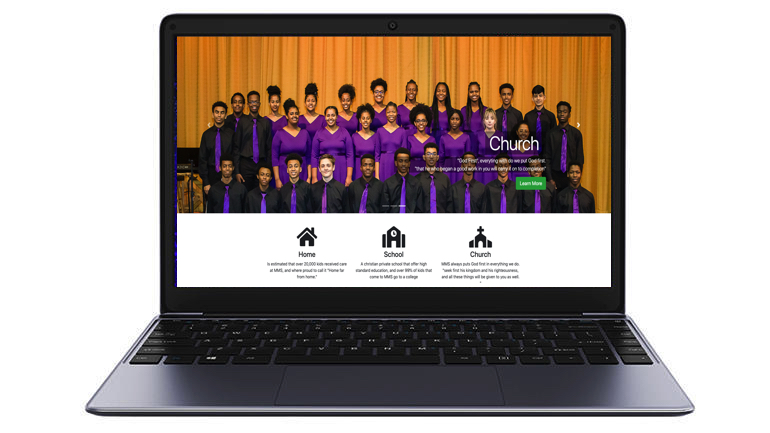 Church
"God First", everyting with do we put God first.
"that he who began a good work in you will carry it on to completion"
Learn More
Home
Is estimated that over 20,000 kids received care
at MMS, and where proud to call it "Home far
from home."
School
A christian private school that offer high
standard education, and over 99% of kids that
come to MMS go to a college
Church
MMS always puts God first in everything we do.
"seek first his kingdom and his righteousness,
and all these things will be given to you as well.
"